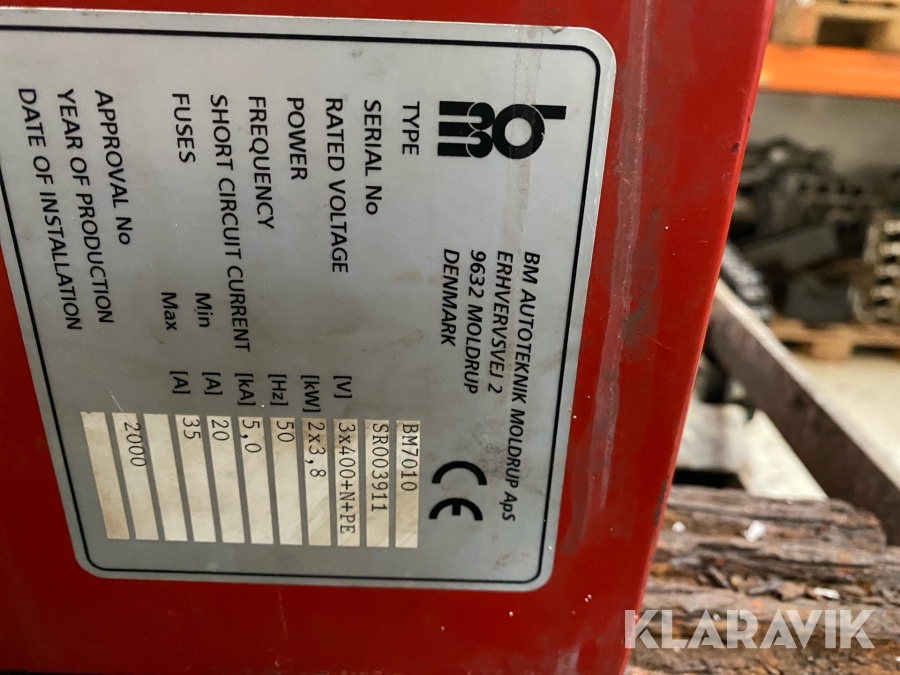 bm
BM AUTOTEKNIK MOLDRUP ApS
ERHVERVSVEJ 2
9632 MOLDRUP
DENMARK
CE
TYPE BM7010
SERIAL No SR003911
RATED VOLTAGE [V] 3x400+N+PE
POWER [kW] 2x3,8
FREQUENCY [Hz] 50
SHORT CIRCUIT CURRENT [kA] 5,0
FUSES Min [A] 20
Max [A] 35
APPROVAL No
YEAR OF PRODUCTION 2000
DATE OF INSTALLATION
KLARAVIK